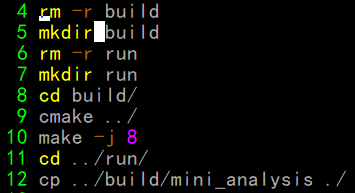 4 rm -r build
5 mkdir build
6 rm -r run
7 mkdir run
8 cd build/
9 cmake ../
10 make -j 8
11 cd ../run/
12 cp ../build/mini_analysis ./